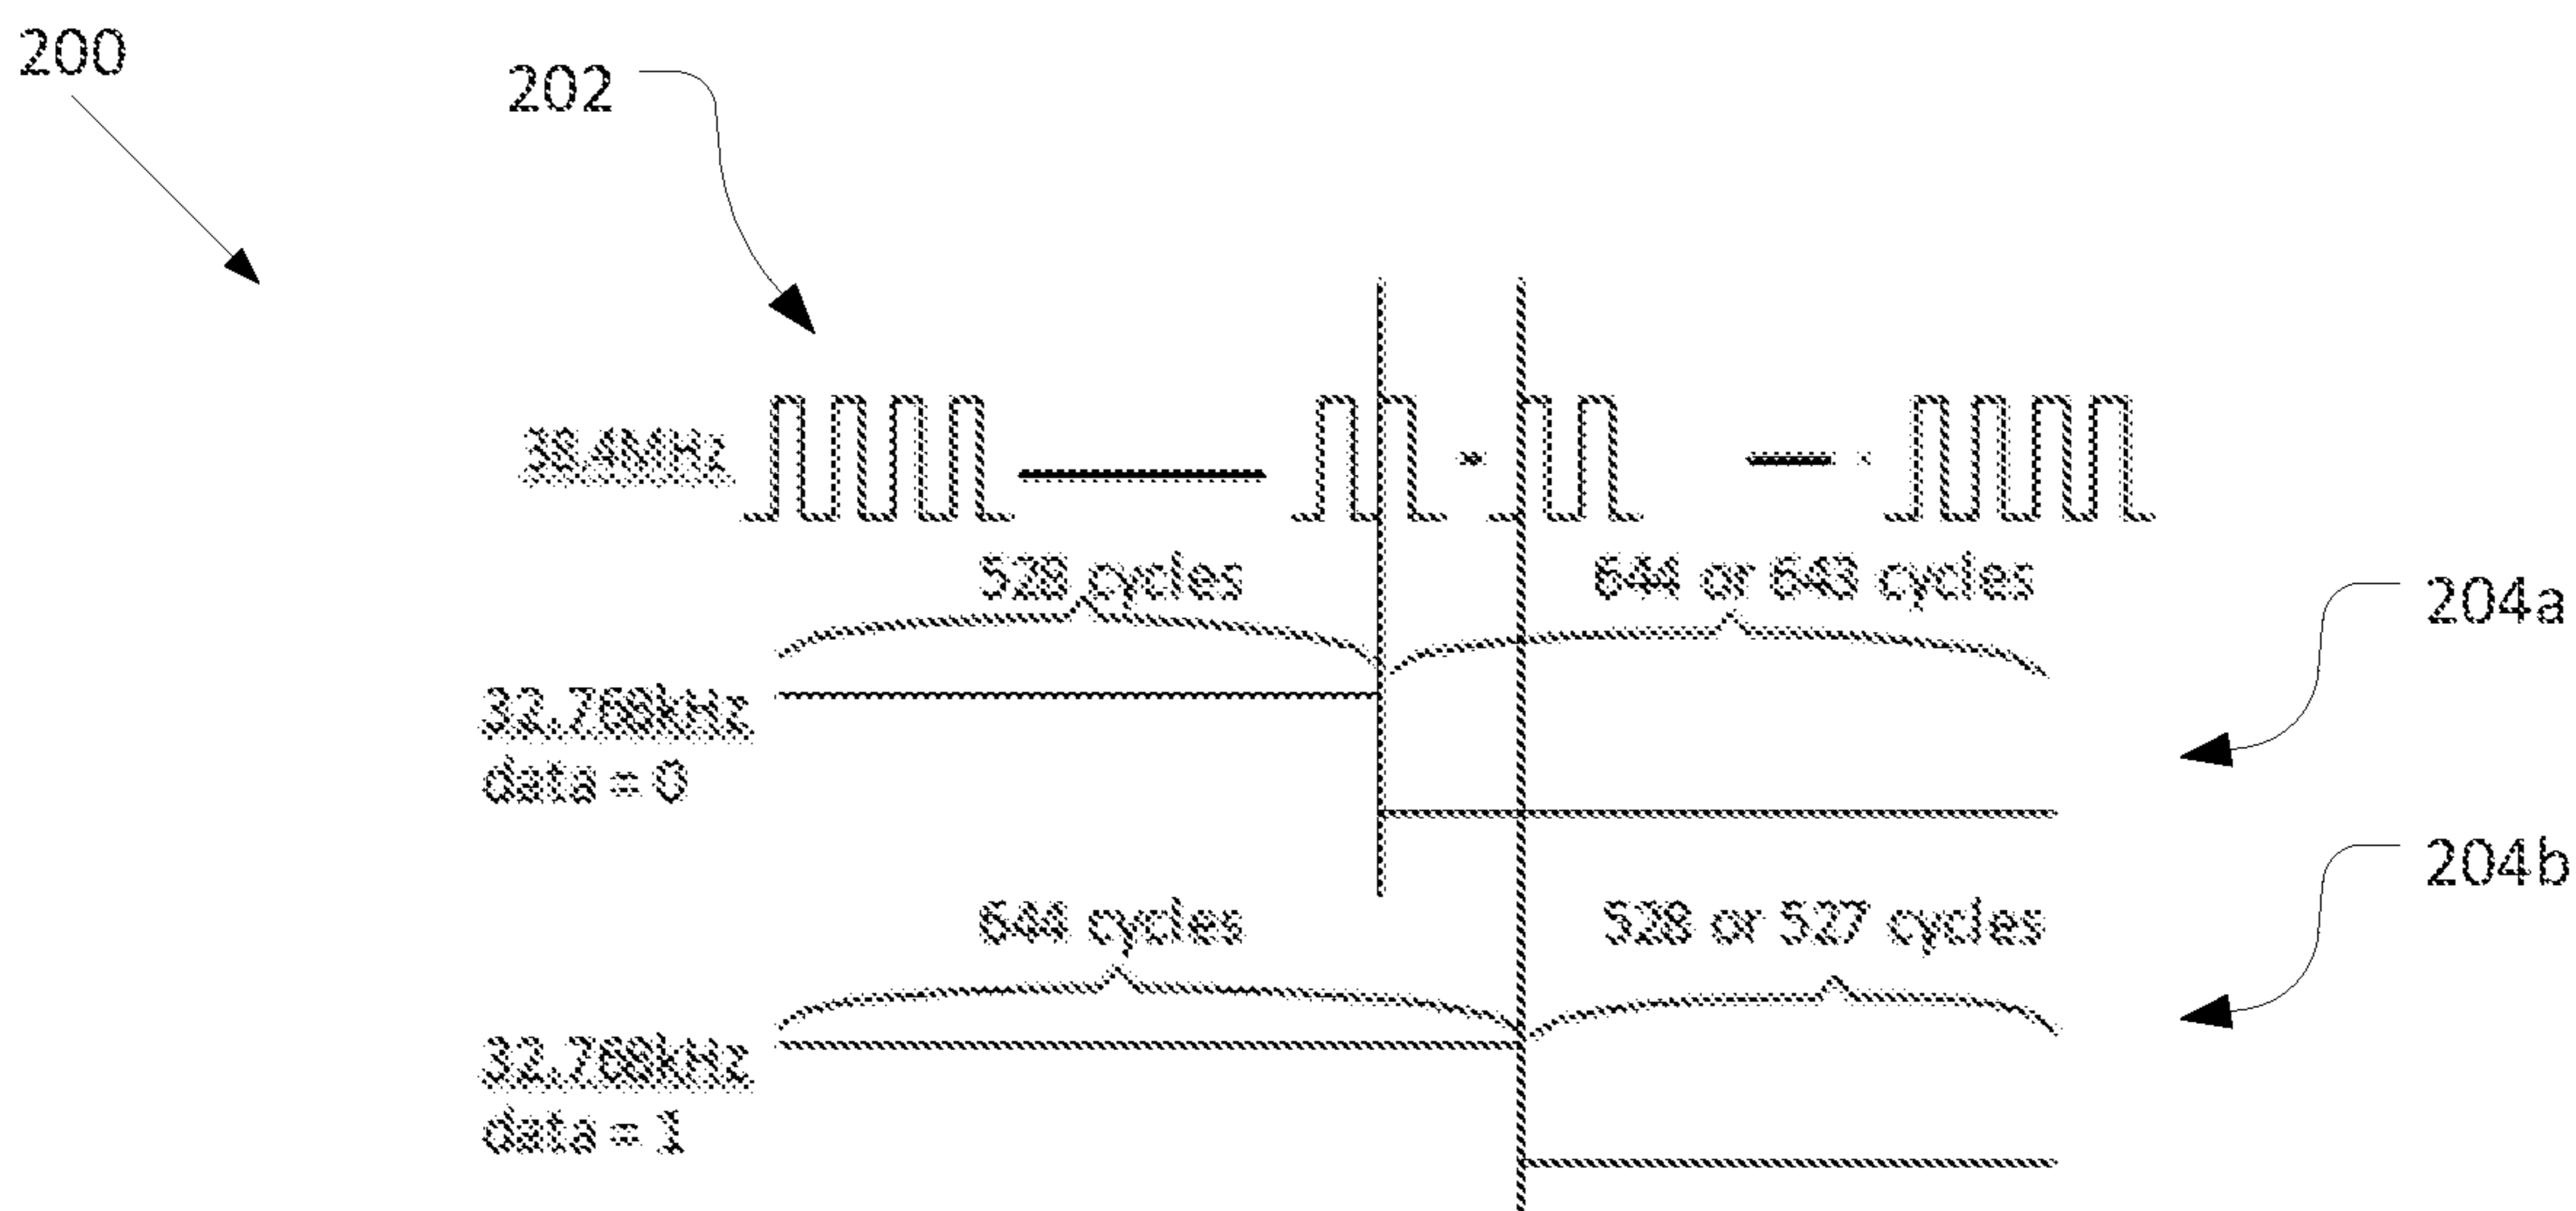 200
202
38.4MHz
528 cycles
644 or 643 cycles
204a
32.768kHz
data = 0
204b
644 cycles
528 or 527 cycles
32.768kHz
data = 1